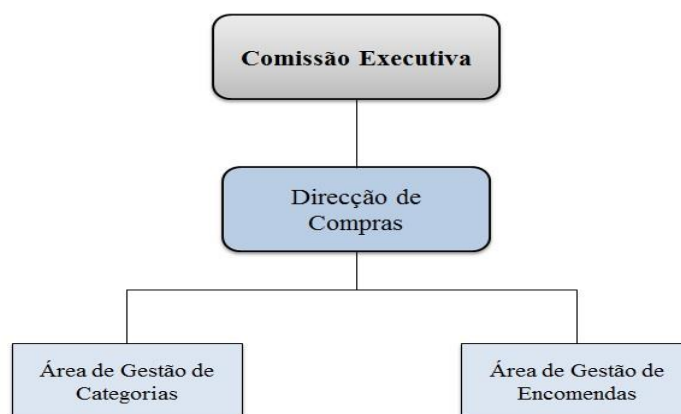 Comissão Executiva
Direcção de
Compras
Área de Gestão de
Categorias
Área de Gestão de
Encomendas